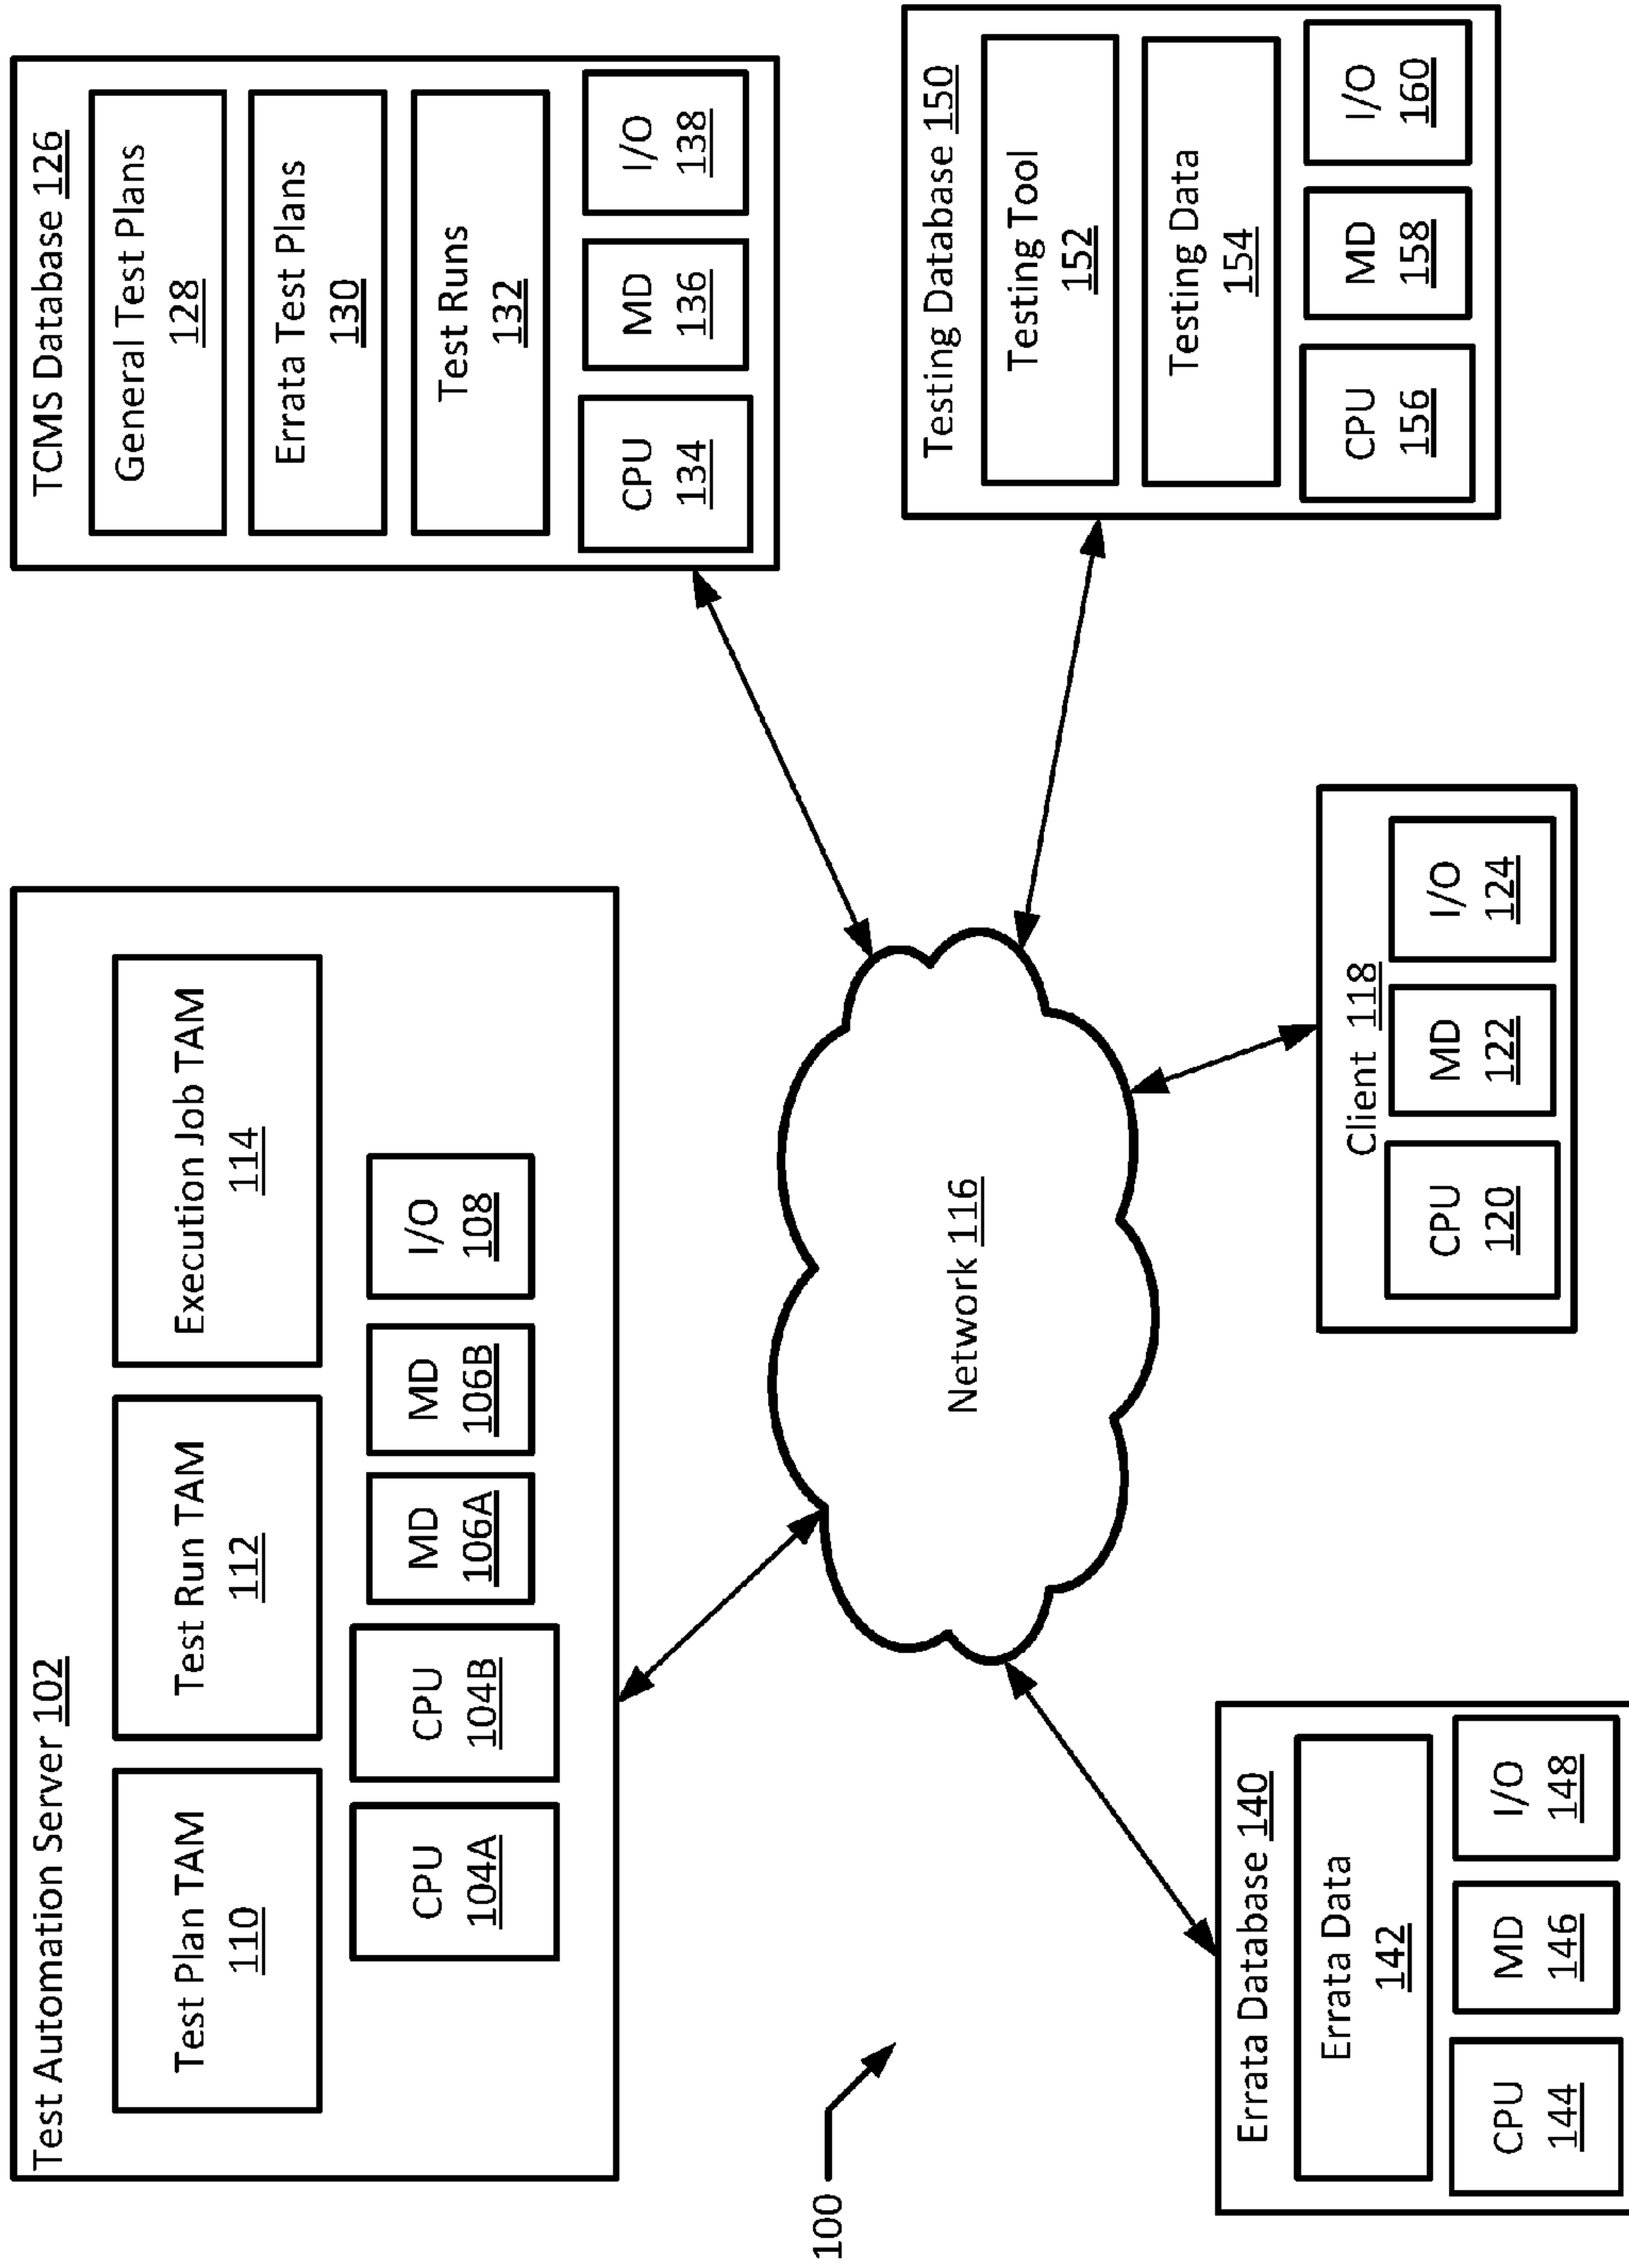 Test Automation Server 102
Test Plan TAM
110
Test Run TAM
112
Execution Job TAM
114
CPU
104A
CPU
104B
MD
106A
MD
106B
I/O
108
TCMS Database 126
General Test Plans
128
Errata Test Plans
130
Test Runs
132
CPU
134
MD
136
I/O
138
100
Network 116
Errata Database 140
Errata Data
142
CPU
144
MD
146
I/O
148
Client 118
CPU
120
MD
122
I/O
124
Testing Database 150
Testing Tool
152
Testing Data
154
CPU
156
MD
158
I/O
160